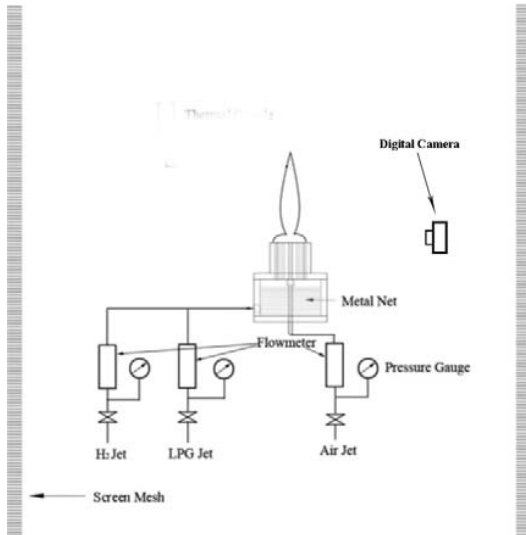 Digital Camera
Metal Net
Flowmeter
Pressure Gauge
H₂ Jet
LPG Jet
Air Jet
Screen Mesh